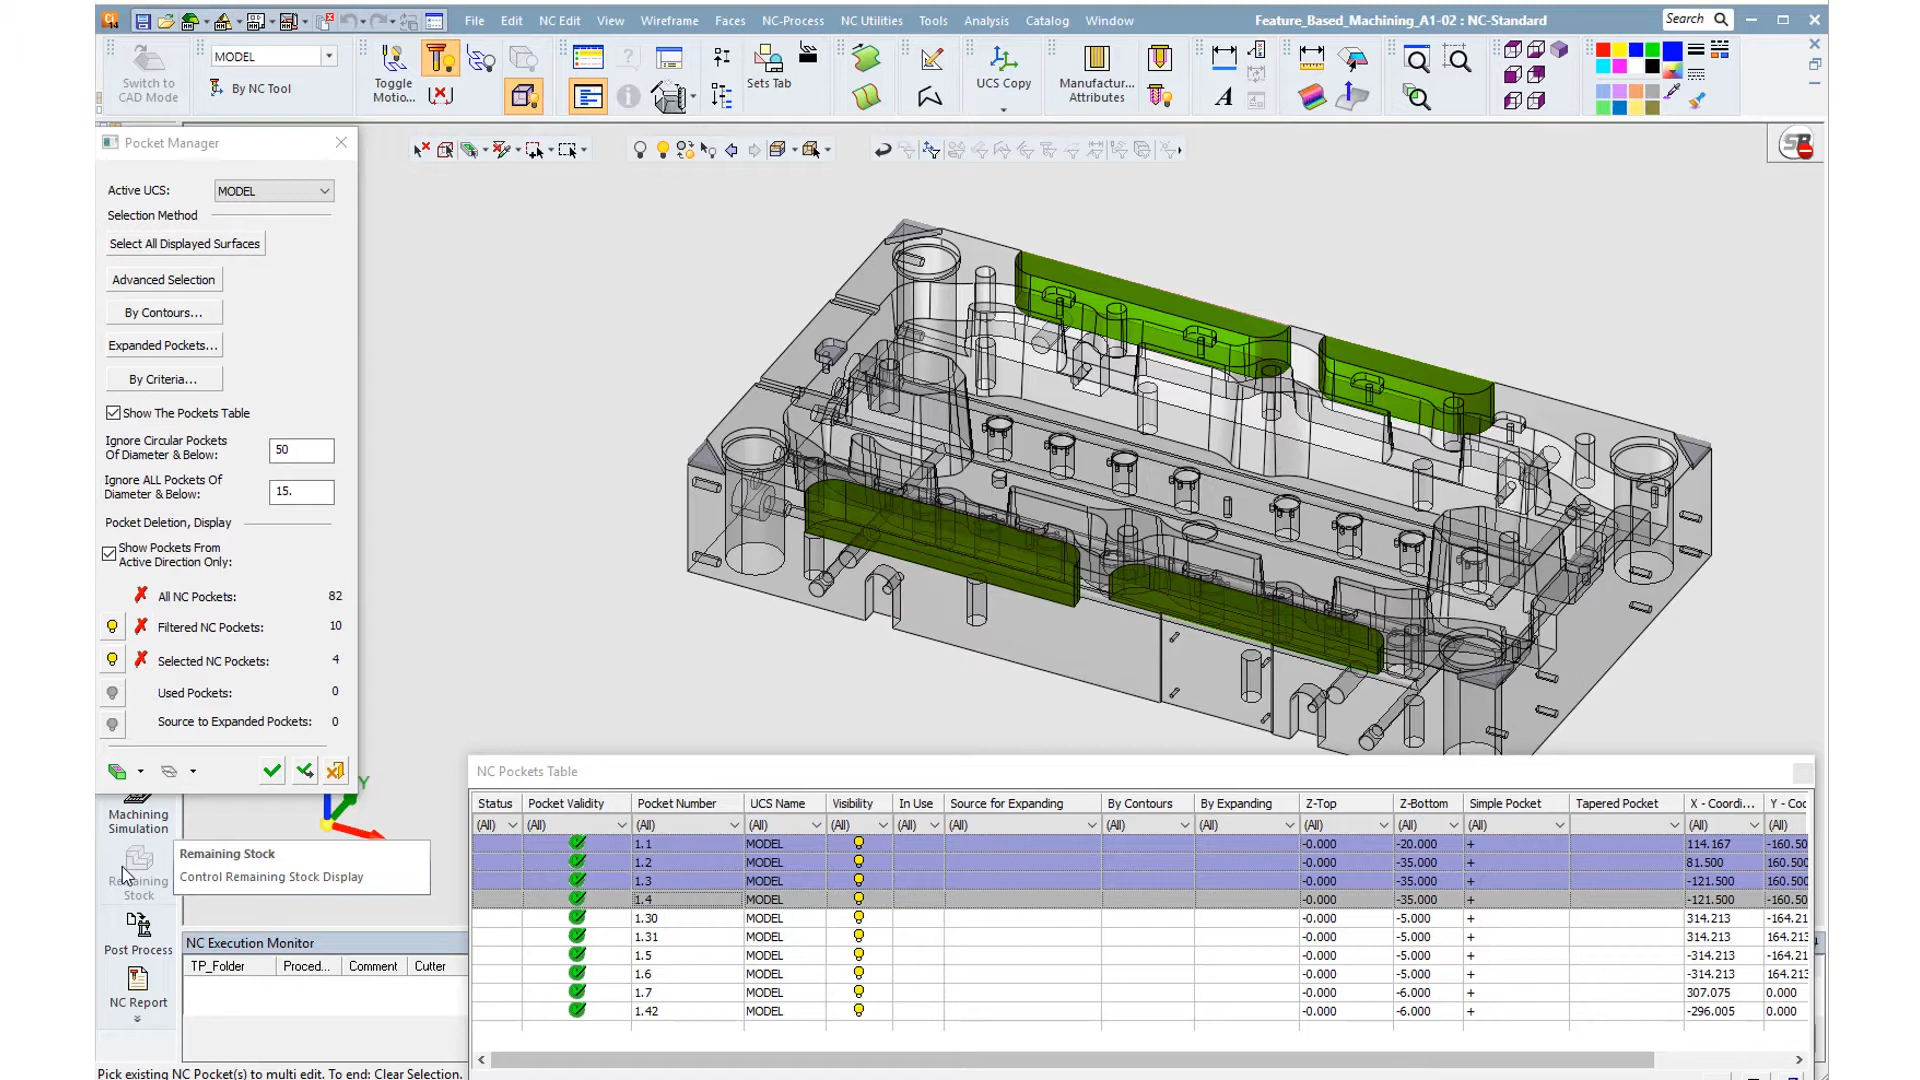 File Edit NC Edit View Wireframe Faces NC-Process NC Utilities Tools Analysis Catalog Window Feature_Based_Machining_A1-02 : NC-Standard Search
Switch to CAD Mode
MODEL
By NC Tool
Toggle Motio...
Sets Tab
UCS Copy
Manufactur... Attributes
Pocket Manager
Active UCS: MODEL
Selection Method
Select All Displayed Surfaces
Advanced Selection
By Contours...
Expanded Pockets...
By Criteria...
Show The Pockets Table
Ignore Circular Pockets
Of Diameter & Below: 50
Ignore ALL Pockets Of
Diameter & Below: 15.
Pocket Deletion, Display
Show Pockets From
Active Direction Only:
All NC Pockets: 82
Filtered NC Pockets: 10
Selected NC Pockets: 4
Used Pockets: 0
Source to Expanded Pockets: 0
Y
Machining
Simulation
Remaining
Stock
Remaining Stock
Control Remaining Stock Display
Post Process
NC Report
NC Execution Monitor
TP_Folder Proced... Comment Cutter
NC Pockets Table
Status Pocket Validity Pocket Number UCS Name Visibility In Use Source for Expanding By Contours By Expanding Z-Top Z-Bottom Simple Pocket Tapered Pocket X - Coordi... Y - Coo
(All) (All) (All) (All) (All) (All) (All) (All) (All) (All) (All) (All) (All) (All)
1.1 MODEL -0.000 -20.000 + 114.167 -160.50
1.2 MODEL -0.000 -35.000 + 81.500 160.500
1.3 MODEL -0.000 -35.000 + -121.500 160.500
1.4 MODEL -0.000 -35.000 + -121.500 -160.50
1.30 MODEL -0.000 -5.000 + 314.213 -164.21
1.31 MODEL -0.000 -5.000 + 314.213 164.213
1.5 MODEL -0.000 -5.000 + -314.213 -164.21
1.6 MODEL -0.000 -5.000 + -314.213 164.213
1.7 MODEL -0.000 -6.000 + 307.075 0.000
1.42 MODEL -0.000 -6.000 + -296.005 0.000
Pick existing NC Pocket(s) to multi edit. To end: Clear Selection.